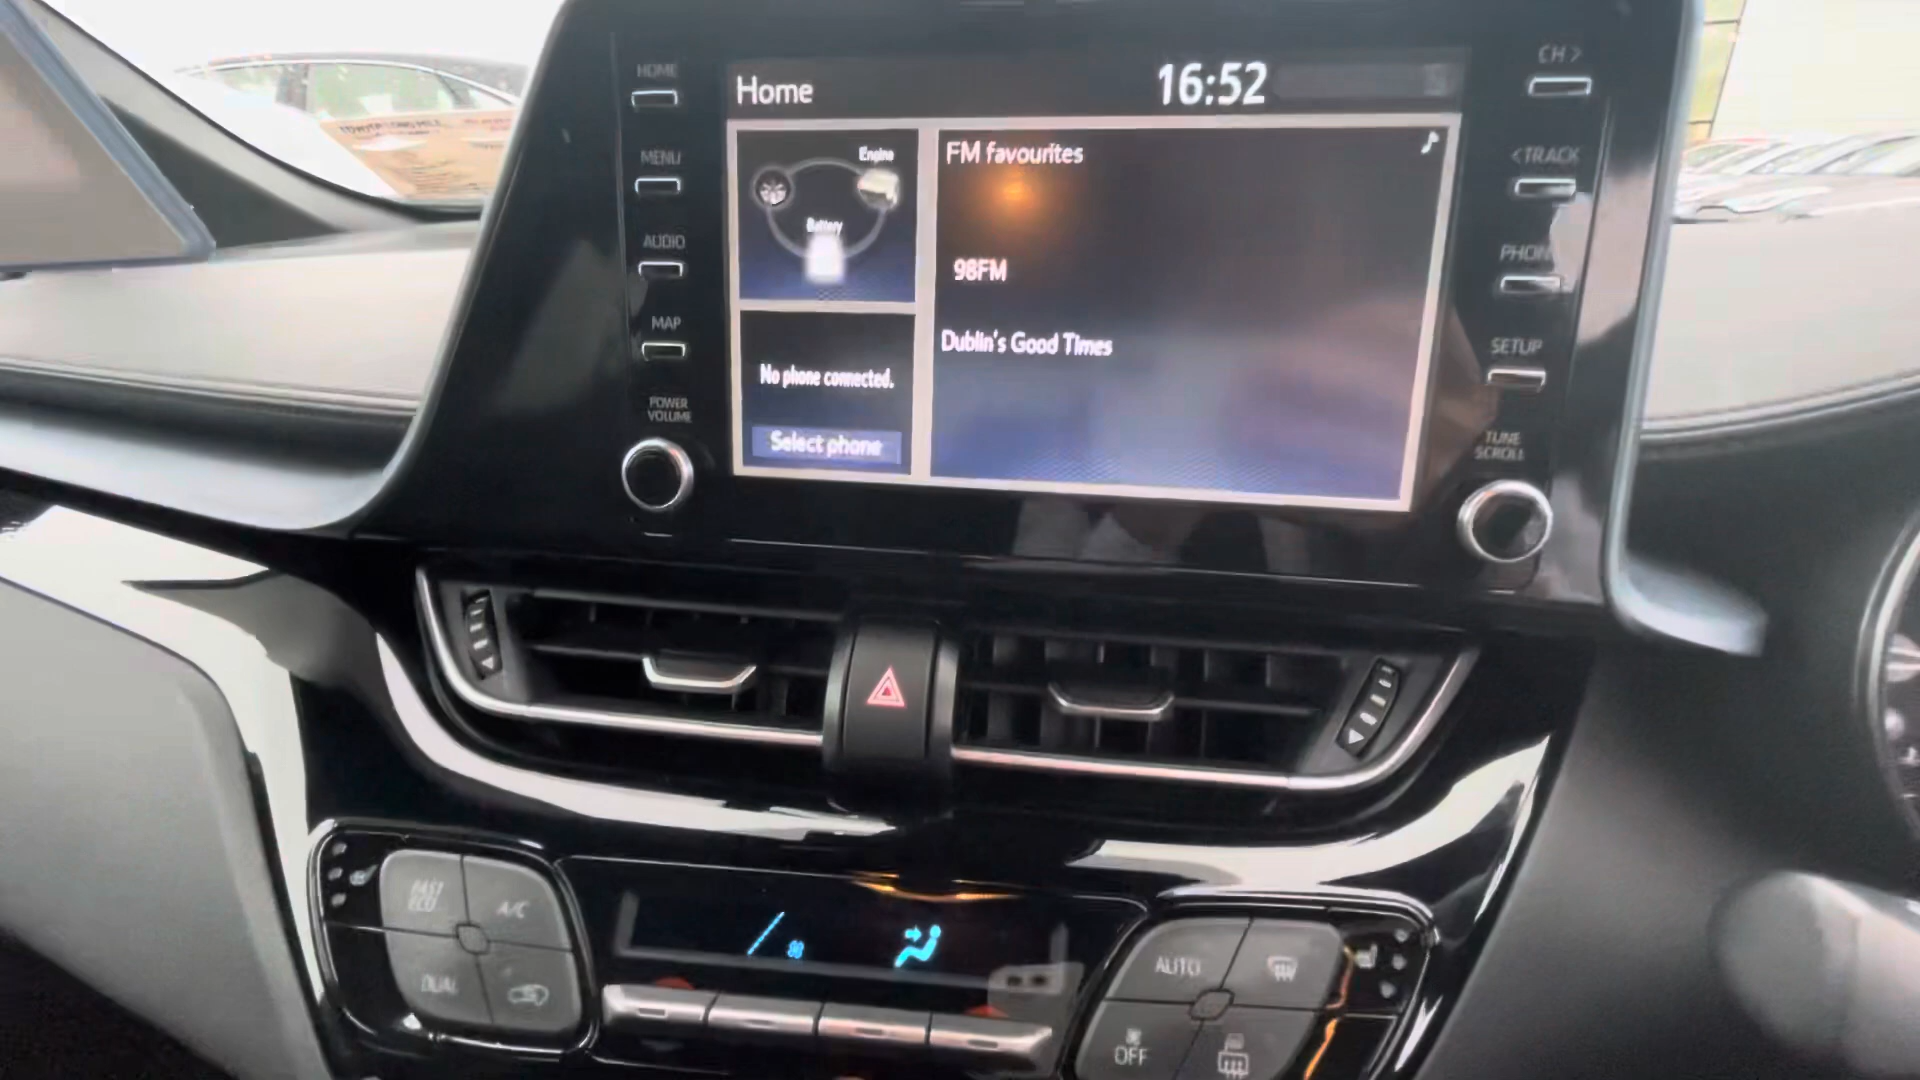 HOME
MENU
AUDIO
MAP
POWER
VOLUME
Home
16:52
Engine
Battery
No phone connected.
Select phone
FM favourites
98FM
Dublin's Good Times
CH >
<TRACK
PHONE
SETUP
TUNE
SCROLL
A/C
DUAL
AUTO
OFF